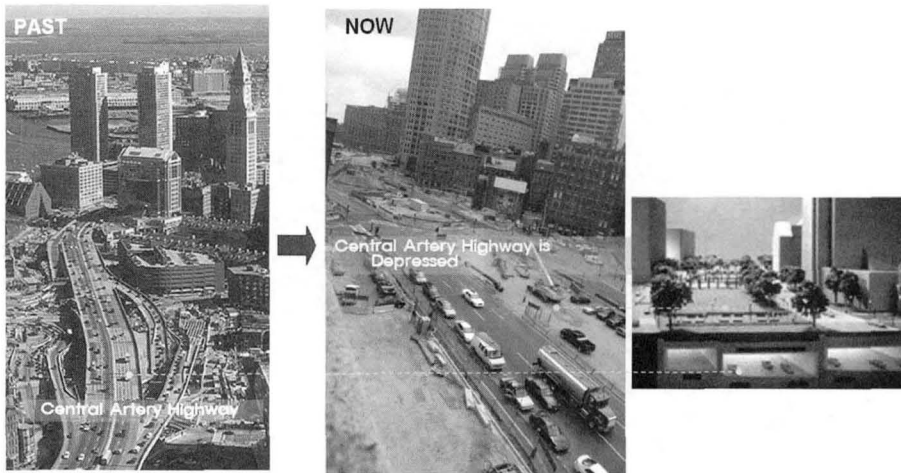 PAST
NOW
Central Artery Highway is
Depressed
Central Artery Highway